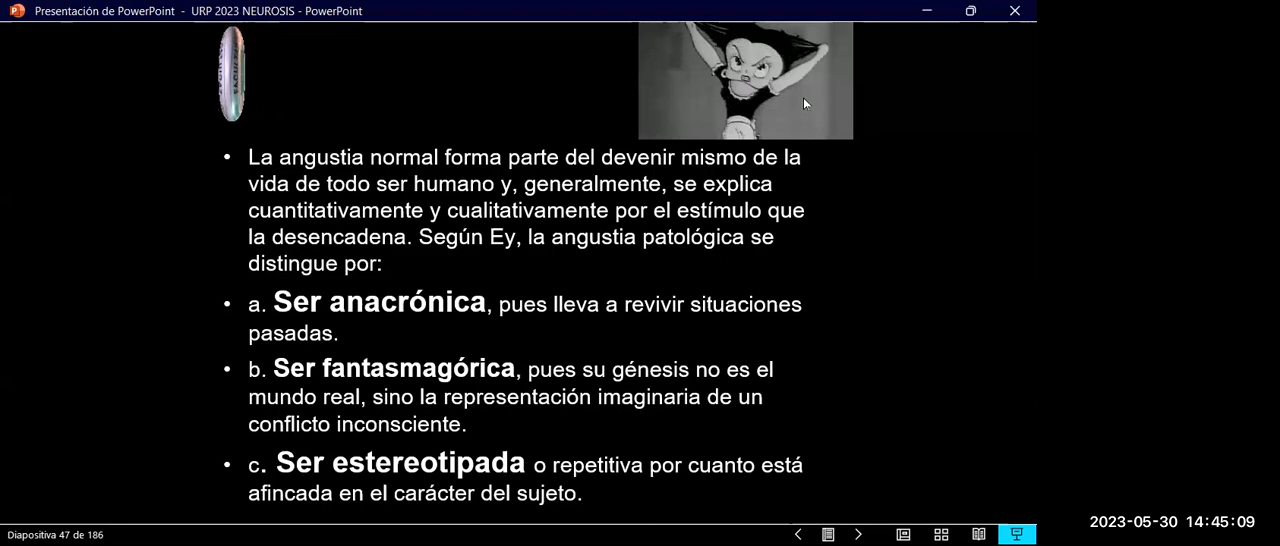 Presentación de PowerPoint - URP 2023 NEUROSIS - PowerPoint
• La angustia normal forma parte del devenir mismo de la
vida de todo ser humano y, generalmente, se explica
cuantitativamente y cualitativamente por el estímulo que
la desencadena. Según Ey, la angustia patológica se
distingue por:
• a. Ser anacrónica, pues lleva a revivir situaciones
pasadas.
• b. Ser fantasmagórica, pues su génesis no es el
mundo real, sino la representación imaginaria de un
conflicto inconsciente.
• c. Ser estereotipada o repetitiva por cuanto está
afincada en el carácter del sujeto.
2023-05-30 14:45:09
Diapositiva 47 de 186